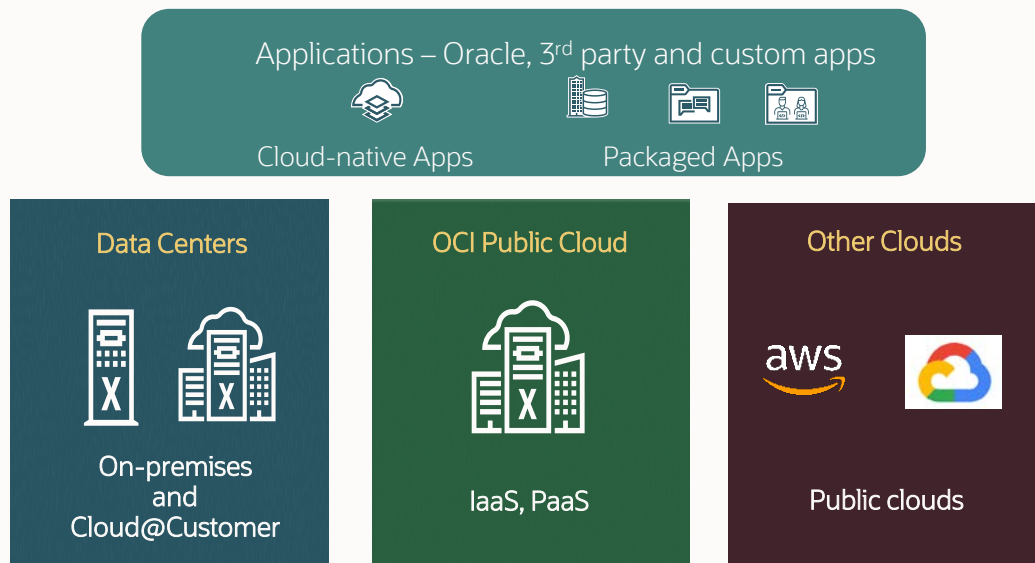 Applications – Oracle, 3rd party and custom apps
Cloud-native Apps
Packaged Apps
Data Centers
X
X
On-premises
and
Cloud@Customer
OCI Public Cloud
X
IaaS, PaaS
Other Clouds
aws
Public clouds